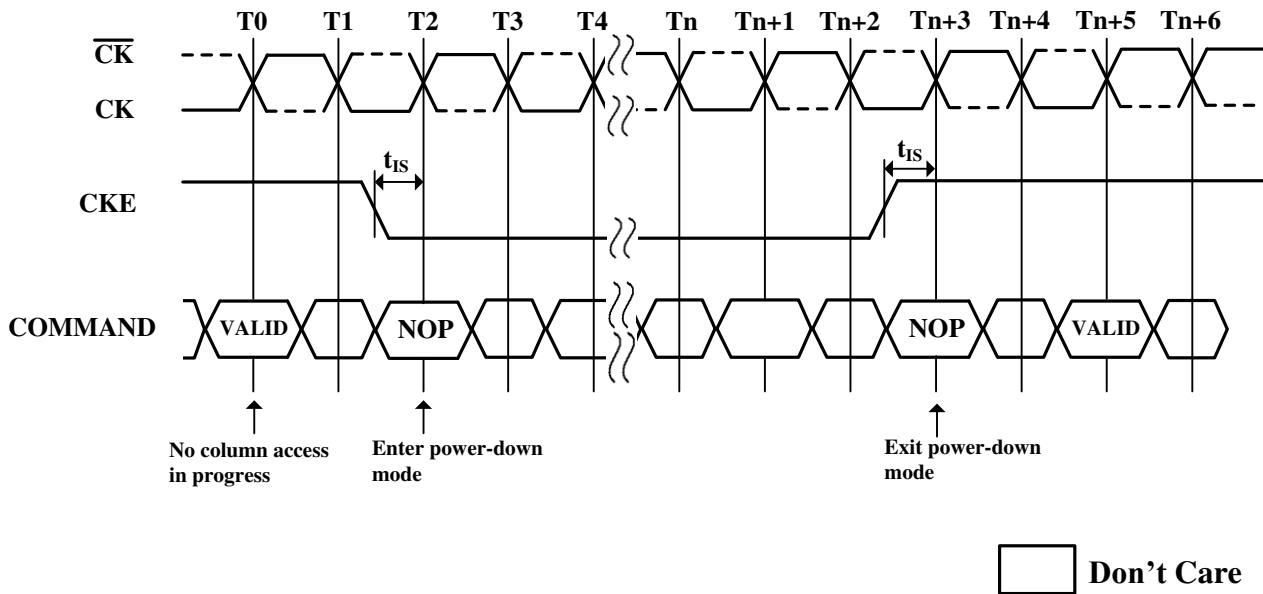 T0 T1 T2 T3 T4 Tn Tn+1 Tn+2 Tn+3 Tn+4 Tn+5 Tn+6
CK
CK
tIS tIS
CKE
COMMAND VALID NOP NOP VALID
No column access
in progress
Enter power-down
mode
Exit power-down
mode
Don't Care